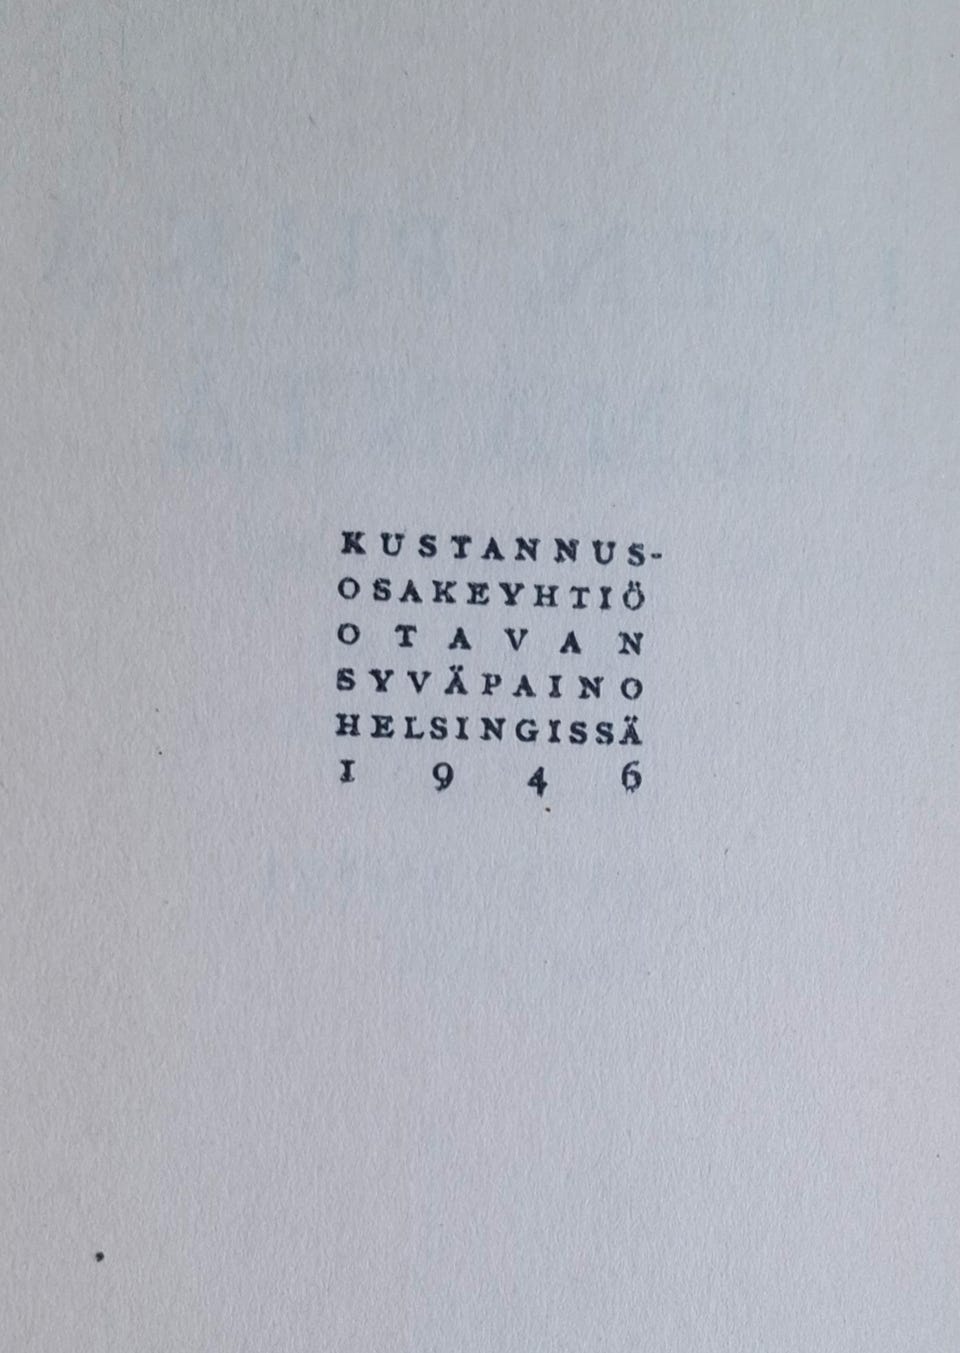 KUSTANNUS-
OSAKEYHTIÖ
OTAVAN
SYVÄPAINO
HELSINGISSÄ
1946